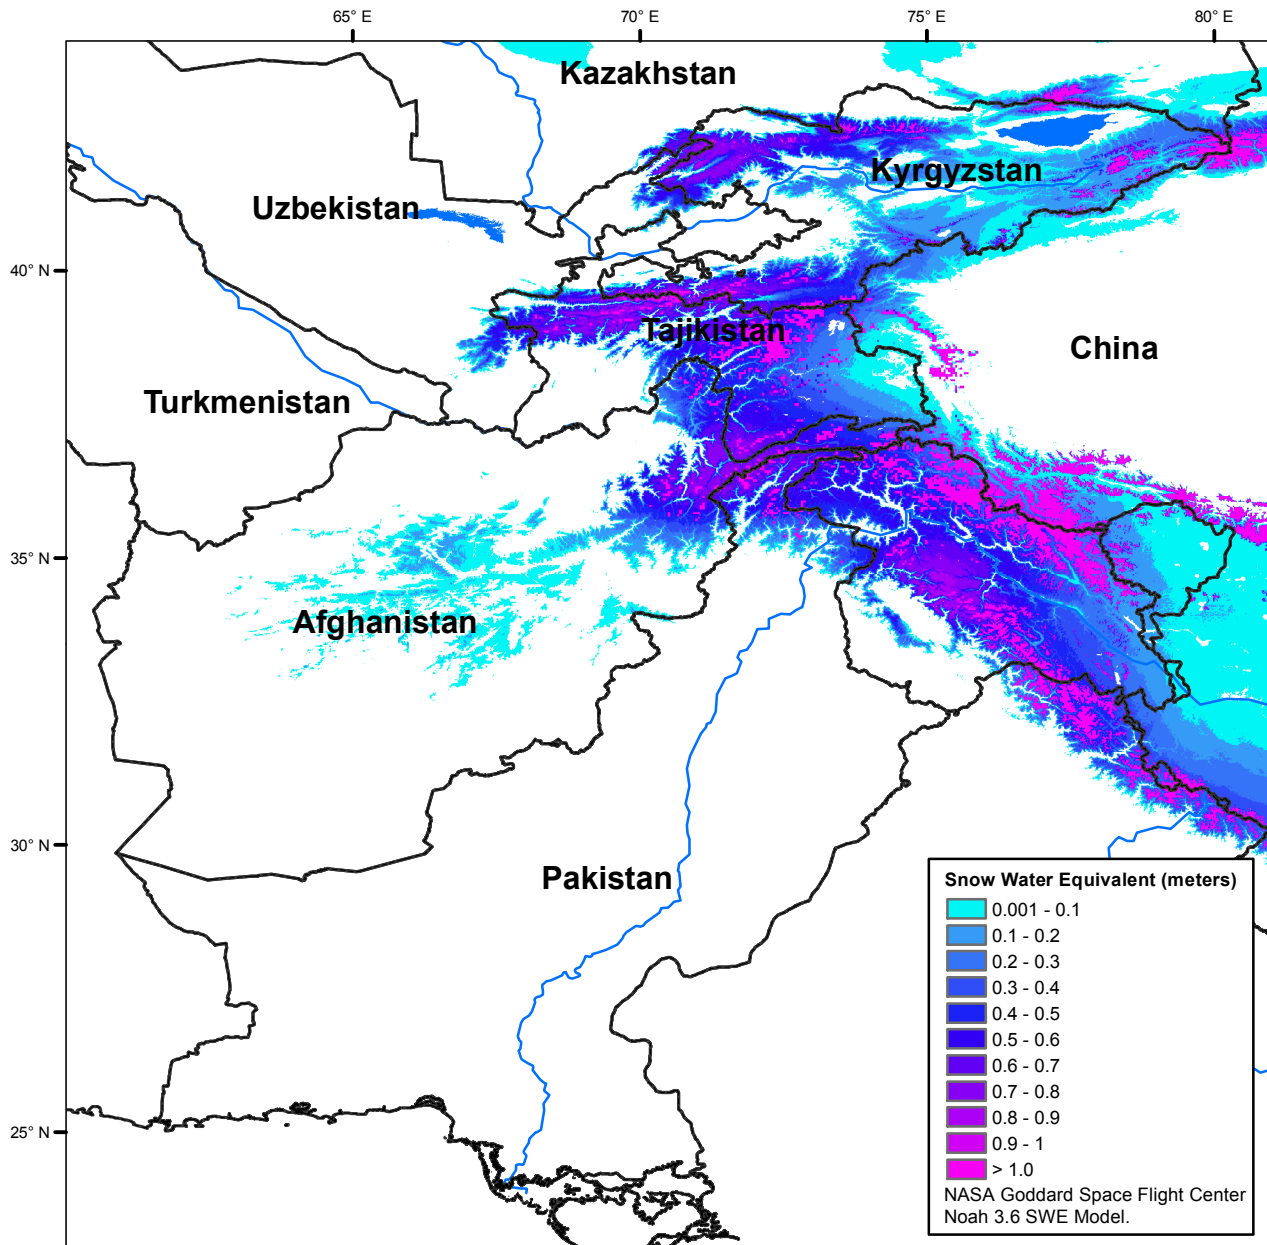 65° E
70° E
75° E
80° E
Kazakhstan
Kyrgyzstan
Uzbekistan
40° N
Tajikistan
China
Turkmenistan
35° N
Afghanistan
30° N
Pakistan
25° N
Snow Water Equivalent (meters)
0.001 - 0.1
0.1 - 0.2
0.2 - 0.3
0.3 - 0.4
0.4 - 0.5
0.5 - 0.6
0.6 - 0.7
0.7 - 0.8
0.8 - 0.9
0.9 - 1
> 1.0
NASA Goddard Space Flight Center
Noah 3.6 SWE Model.